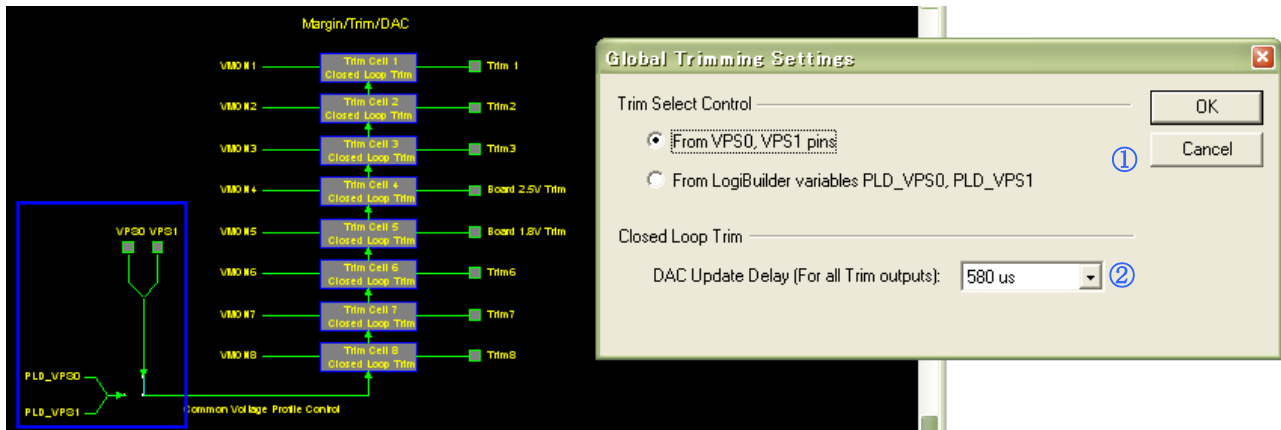 Margin/Trim/DAC
VMON1
Trim Cell 1
Closed Loop Trim
Trim 1
VMON2
Trim Cell 2
Closed Loop Trim
Trim2
VMON3
Trim Cell 3
Closed Loop Trim
Trim3
VMON4
Trim Cell 4
Closed Loop Trim
Board 2.5V Trim
VMON5
Trim Cell 5
Closed Loop Trim
Board 1.8V Trim
VMON6
Trim Cell 6
Closed Loop Trim
Trim6
VMON7
Trim Cell 7
Closed Loop Trim
Trim7
VMON8
Trim Cell 8
Closed Loop Trim
Trim8
VPS0 VPS1
PLD_VPS0
PLD_VPS1
Common Voltage Profile Control
Global Trimming Settings
Trim Select Control
From VPS0, VPS1 pins
From LogiBuilder variables PLD_VPS0, PLD_VPS1
①
OK
Cancel
Closed Loop Trim
DAC Update Delay (For all Trim outputs): 580 us ②